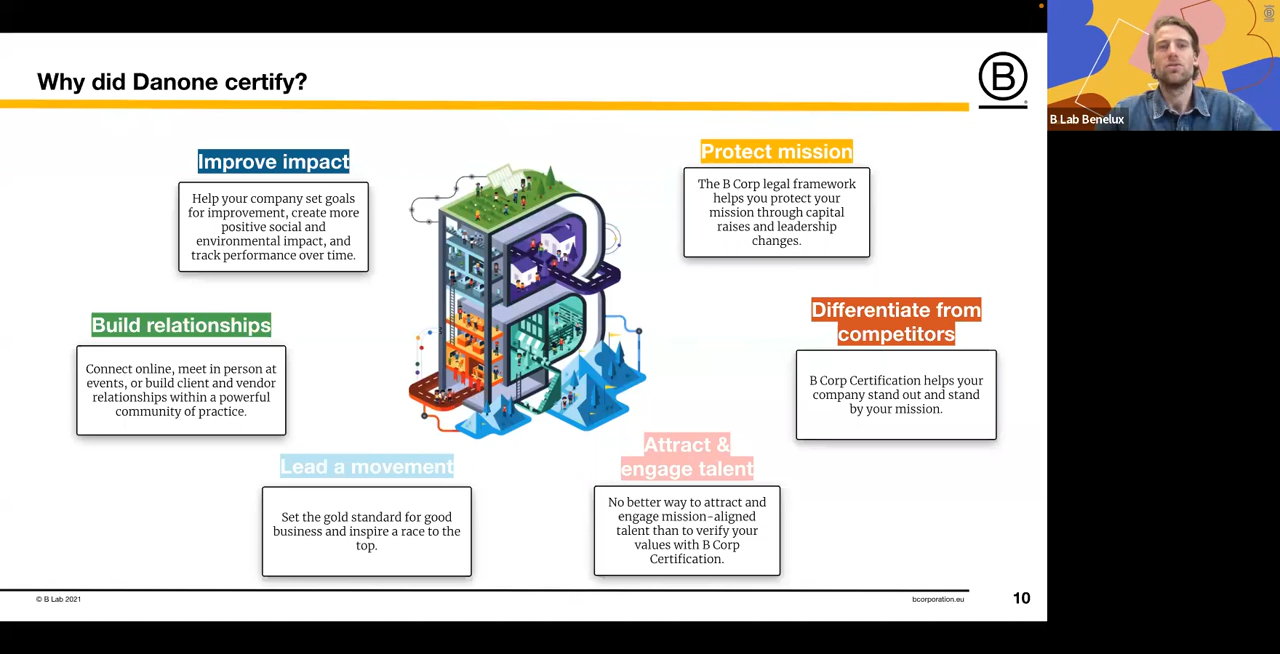 Why did Danone certify?
B
Improve impact
Help your company set goals
for improvement, create more
positive social and
environmental impact, and
track performance over time.
Protect mission
The B Corp legal framework
helps you protect your
mission through capital
raises and leadership
changes.
Build relationships
Connect online, meet in person at
events, or build client and vendor
relationships within a powerful
community of practice.
Differentiate from
competitors
B Corp Certification helps your
company stand out and stand
by your mission.
Lead a movement
Set the gold standard for good
business and inspire a race to the
top.
Attract &
engage talent
No better way to attract and
engage mission-aligned
talent than to verify your
values with B Corp
Certification.
© B Lab 2021
bcorporation.eu
10
B Lab Benelux